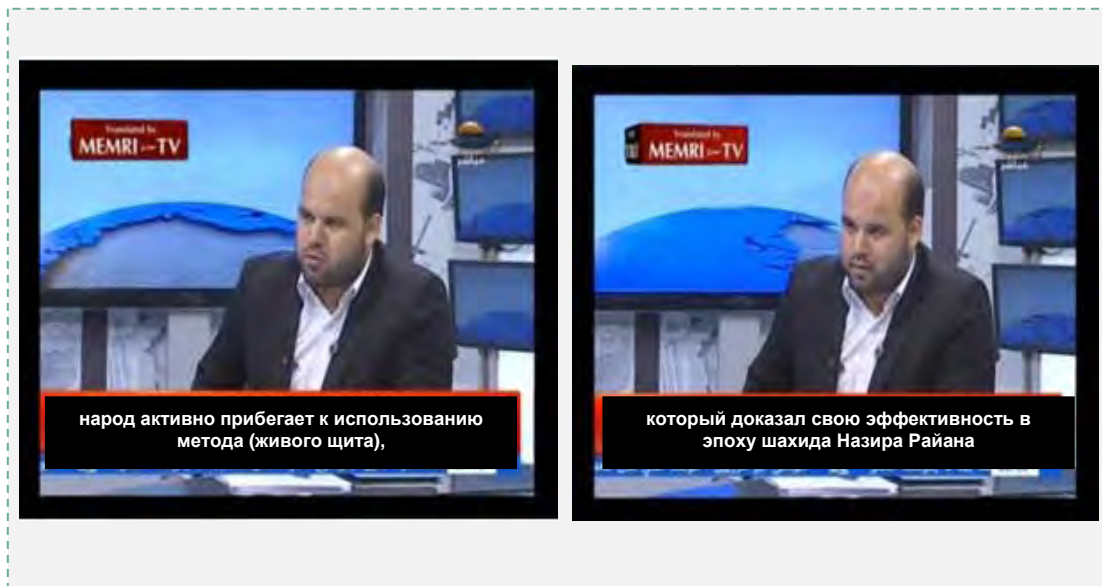 Translated by
MEMRI TV
народ активно прибегает к использованию
метода (живого щита),
Translated by
MEMRI TV
который доказал свою эффективность в
эпоху шахида Назира Райана